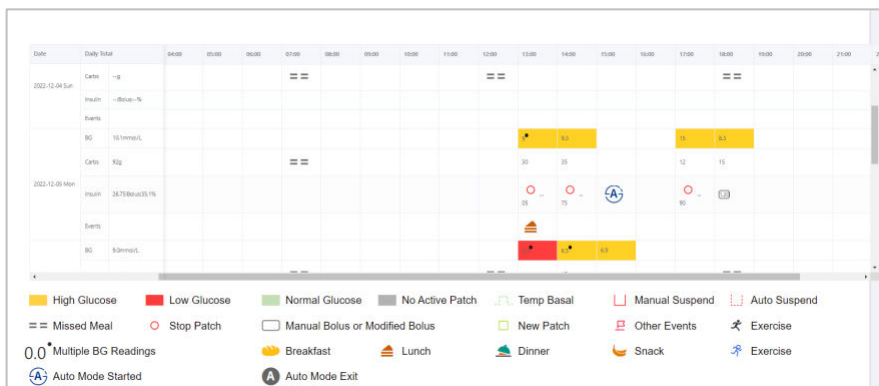 Date Daily Total 04:00 05:00 06:00 07:00 08:00 09:00 10:00 11:00 12:00 13:00 14:00 15:00 16:00 17:00 18:00 19:00 20:00 21:00
Carbs --g
2022-12-04 Sun
Insulin --Bolus--%
Events
BG 10.1mmol/L 15
Carbs 92g 30 35 12 15
2022-12-05 Mon
Insulin 26.75 Bolus35.1%
Events
BG 9.0mmol/L
High Glucose Low Glucose Normal Glucose No Active Patch Temp Basal Manual Suspend Auto Suspend
Missed Meal Stop Patch Manual Bolus or Modified Bolus New Patch Other Events Exercise
0.0 Multiple BG Readings Breakfast Lunch Dinner Snack Exercise
A Auto Mode Started A Auto Mode Exit